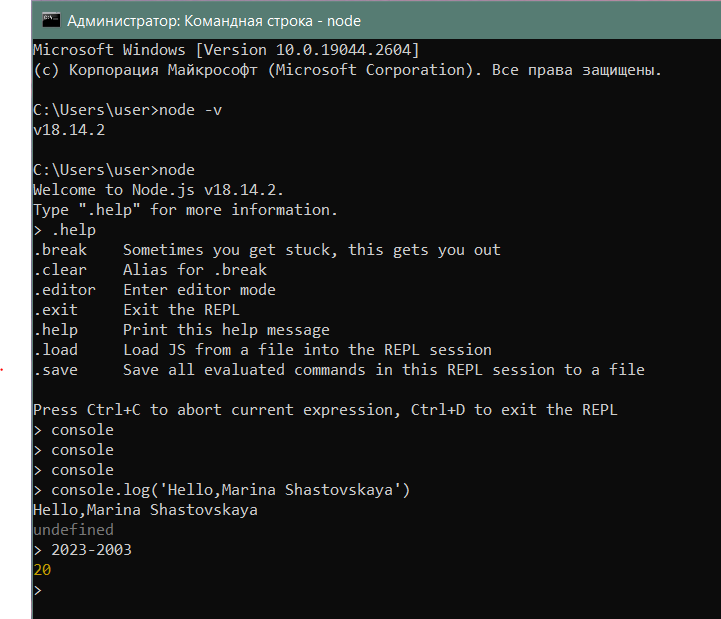 Администратор: Командная строка - node
Microsoft Windows [Version 10.0.19044.2604]
(c) Корпорация Майкрософт (Microsoft Corporation). Все права защищены.
C:\Users\user>node -v
v18.14.2
C:\Users\user>node
Welcome to Node.js v18.14.2.
Type ".help" for more information.
> .help
.break    Sometimes you get stuck, this gets you out
.clear    Alias for .break
.editor   Enter editor mode
.exit     Exit the REPL
.help     Print this help message
.load     Load JS from a file into the REPL session
.save     Save all evaluated commands in this REPL session to a file
Press Ctrl+C to abort current expression, Ctrl+D to exit the REPL
> console
> console
> console
> console.log('Hello,Marina Shastovskaya')
Hello,Marina Shastovskaya
undefined
> 2023-2003
20
>